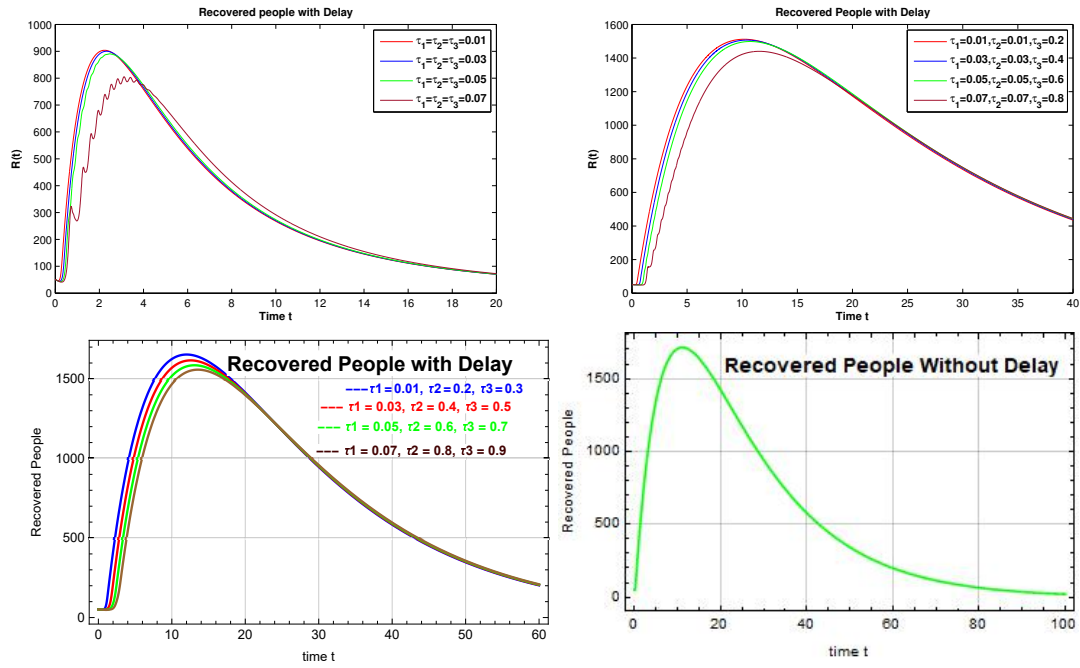 Recovered people with Delay
1000
900
800
700
600
500
400
300
200
100
0
R(t)
τ1=τ2=τ3=0.01
τ1=τ2=τ3=0.03
τ1=τ2=τ3=0.05
τ1=τ2=τ3=0.07
0 2 4 6 8 10 12 14 16 18 20
Time t
Recovered People with Delay
1600
1400
1200
1000
800
600
400
200
0
R(t)
τ1=0.01,τ2=0.01,τ3=0.2
τ1=0.03,τ2=0.03,τ3=0.4
τ1=0.05,τ2=0.05,τ3=0.6
τ1=0.07,τ2=0.07,τ3=0.8
0 5 10 15 20 25 30 35 40
Time t
Recovered People with Delay
1500
1000
500
0
Recovered People
---τ1 = 0.01, τ2 = 0.2, τ3 = 0.3
--- τ1 = 0.03, τ2 = 0.4, τ3 = 0.5
--- τ1 = 0.05, τ2 = 0.6, τ3 = 0.7
--- τ1 = 0.07, τ2 = 0.8, τ3 = 0.9
0 10 20 30 40 50 60
time t
Recovered People Without Delay
1500
1000
500
0
Recovered People
0 20 40 60 80 100
time t